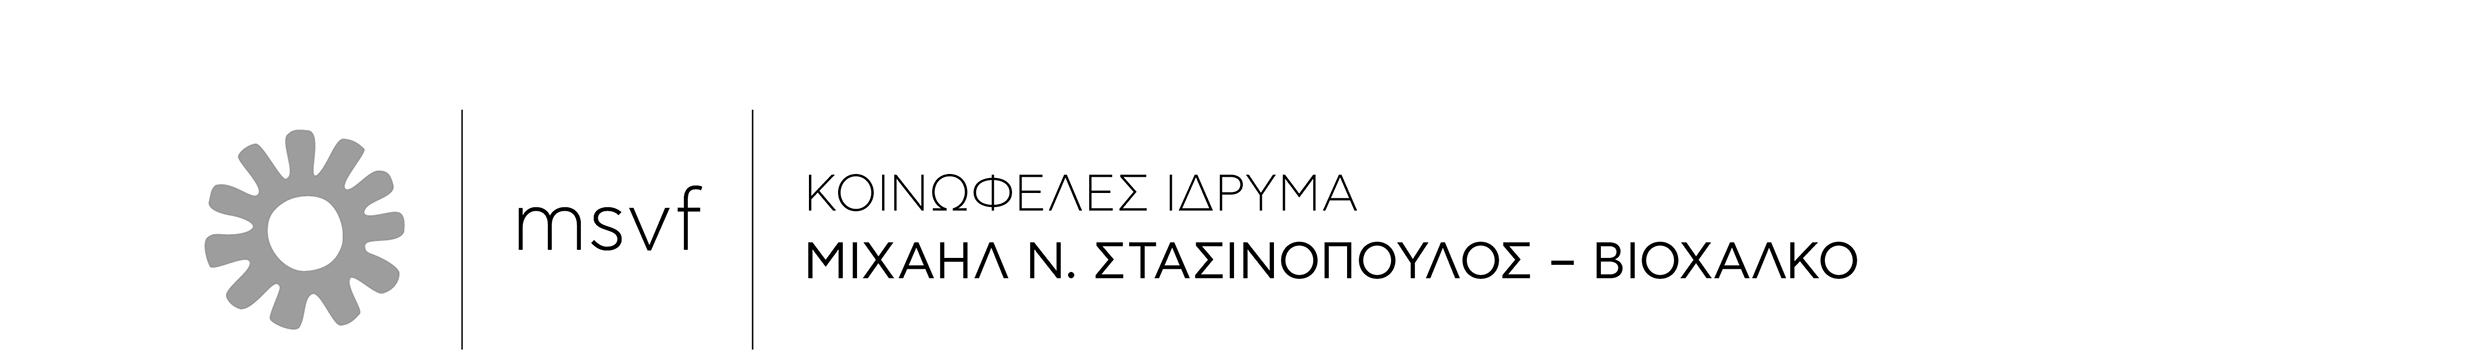 msvf
ΚΟΙΝΩΦΕΛΕΣ ΙΔΡΥΜΑ
ΜΙΧΑΗΛ Ν. ΣΤΑΣΙΝΟΠΟΥΛΟΣ – ΒΙΟΧΑΛΚΟ